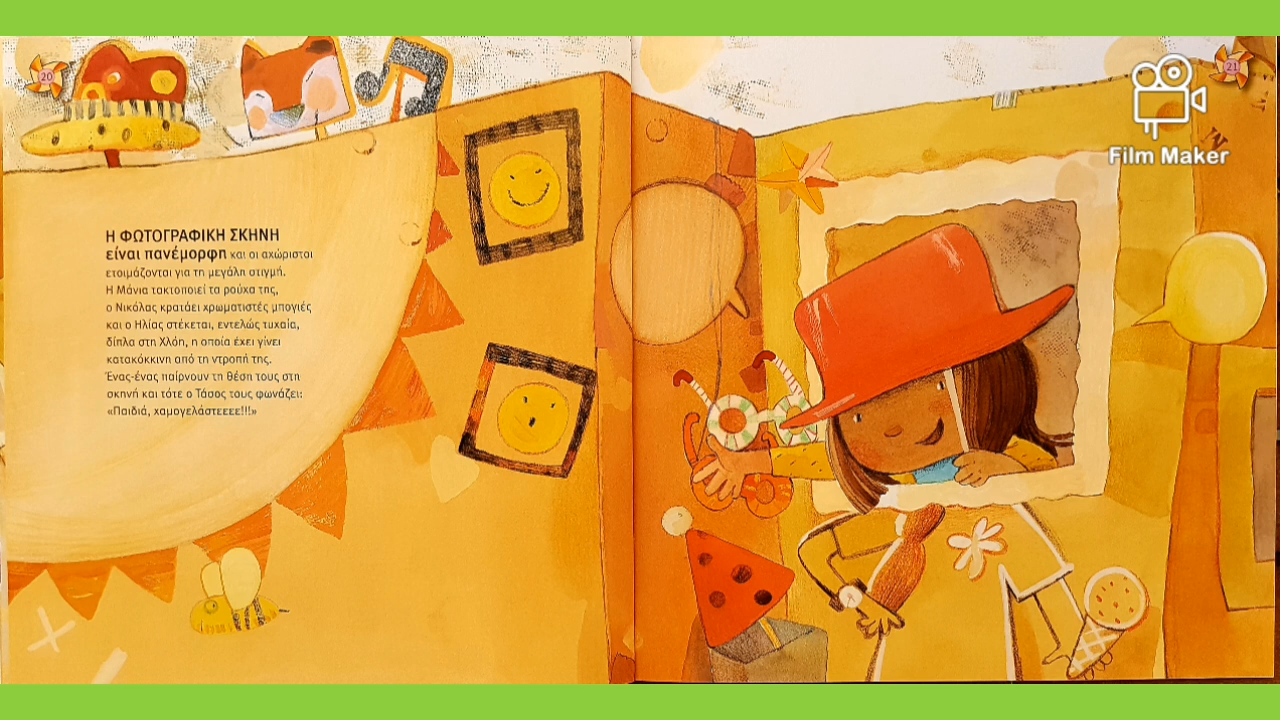 20
21
Film Maker
Η ΦΩΤΟΓΡΑΦΙΚΗ ΣΚΗΝΗ
είναι πανέμορφη και οι αχώριστοι
ετοιμάζονται για τη μεγάλη στιγμή.
Η Μάνια τακτοποιεί τα ρούχα της,
ο Νικόλας κρατάει χρωματιστές μπογιές
και ο Ηλίας στέκεται, εντελώς τυχαία,
δίπλα στη Χλόη, η οποία έχει γίνει
κατακόκκινη από τη ντροπή της.
Ένας-ένας παίρνουν τη θέση τους στη
σκηνή και τότε ο Τάσος τους φωνάζει:
«Παιδιά, χαμογελάστεεεε!!!»